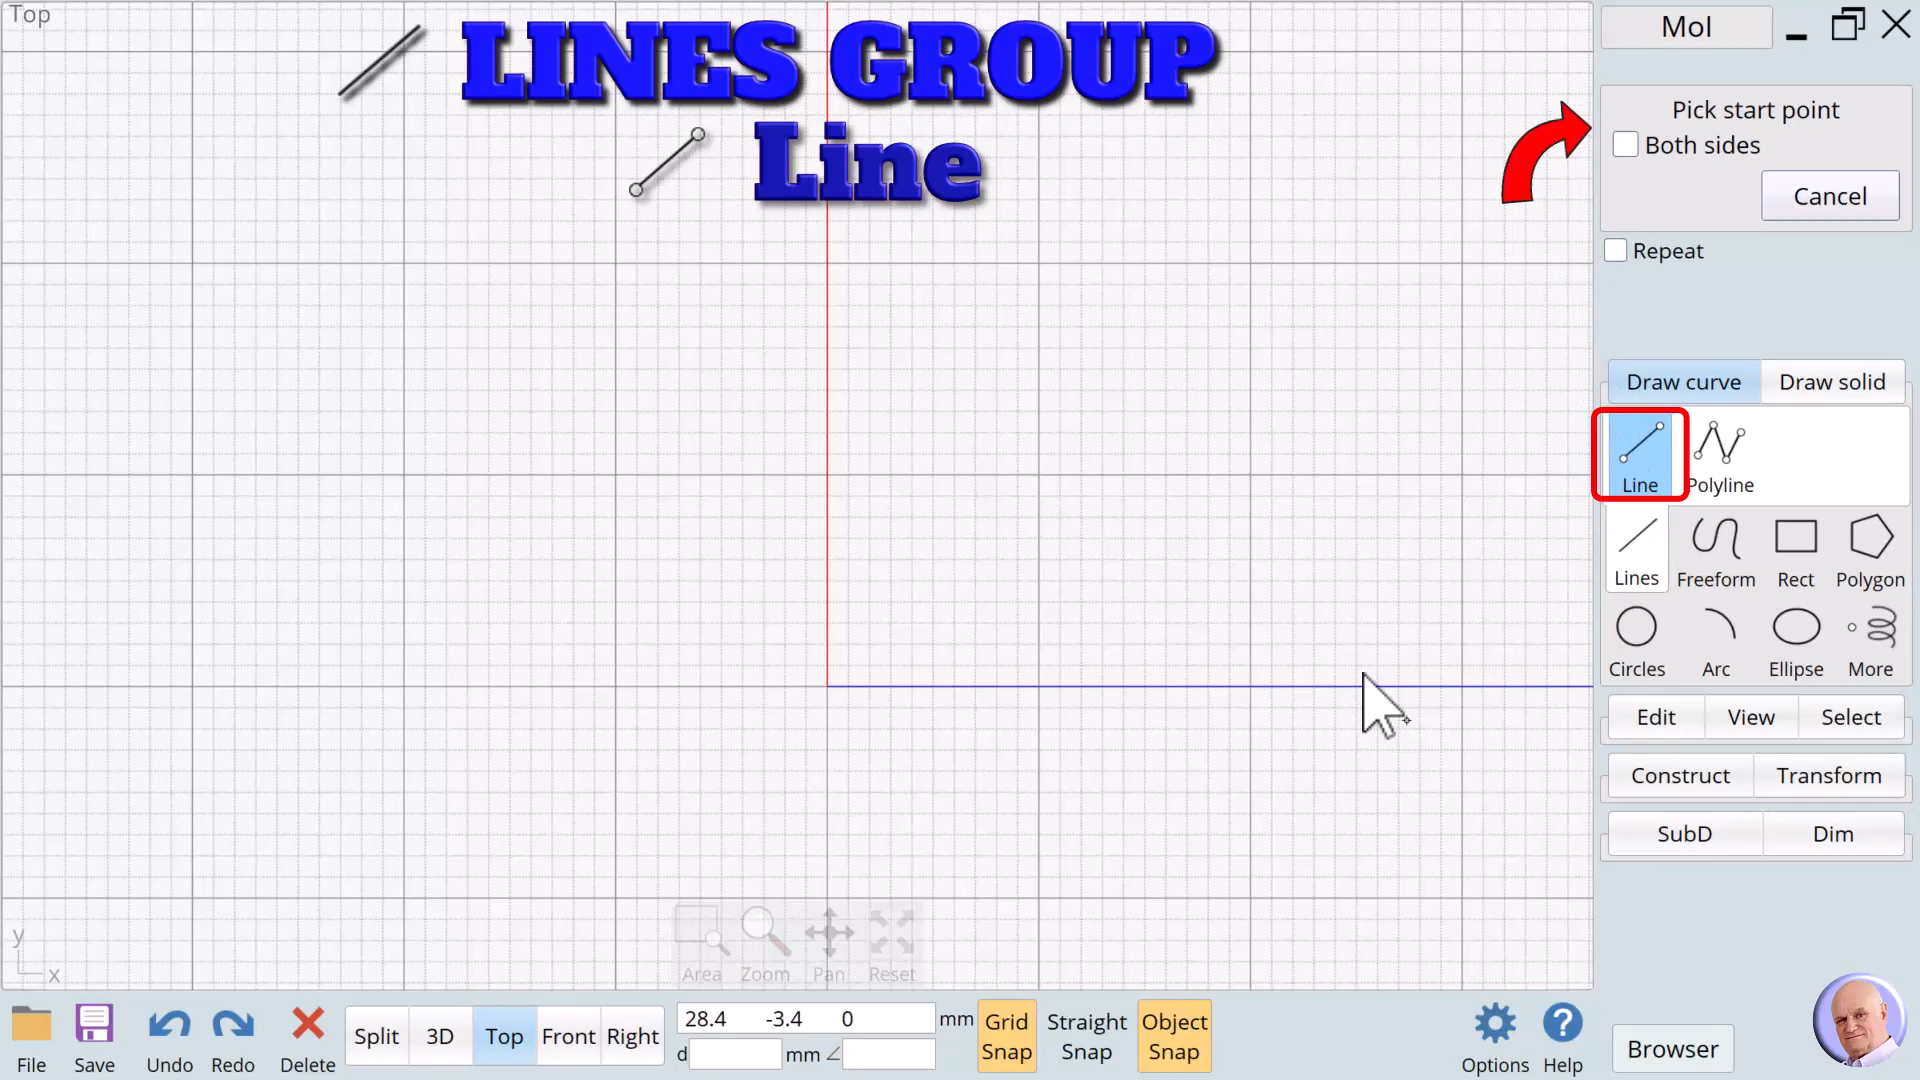 Top
LINES GROUP
Line
MoI
Pick start point
Both sides
Cancel
Repeat
Draw curve Draw solid
Line Polyline
Lines Freeform Rect Polygon
Circles Arc Ellipse More
Edit View Select
Construct Transform
SubD Dim
y
x
Area Zoom Pan Reset
File Save Undo Redo Delete
Split 3D Top Front Right
28.4 -3.4 0 mm
d mm ∠
Grid Snap
Straight Snap
Object Snap
Options Help
Browser